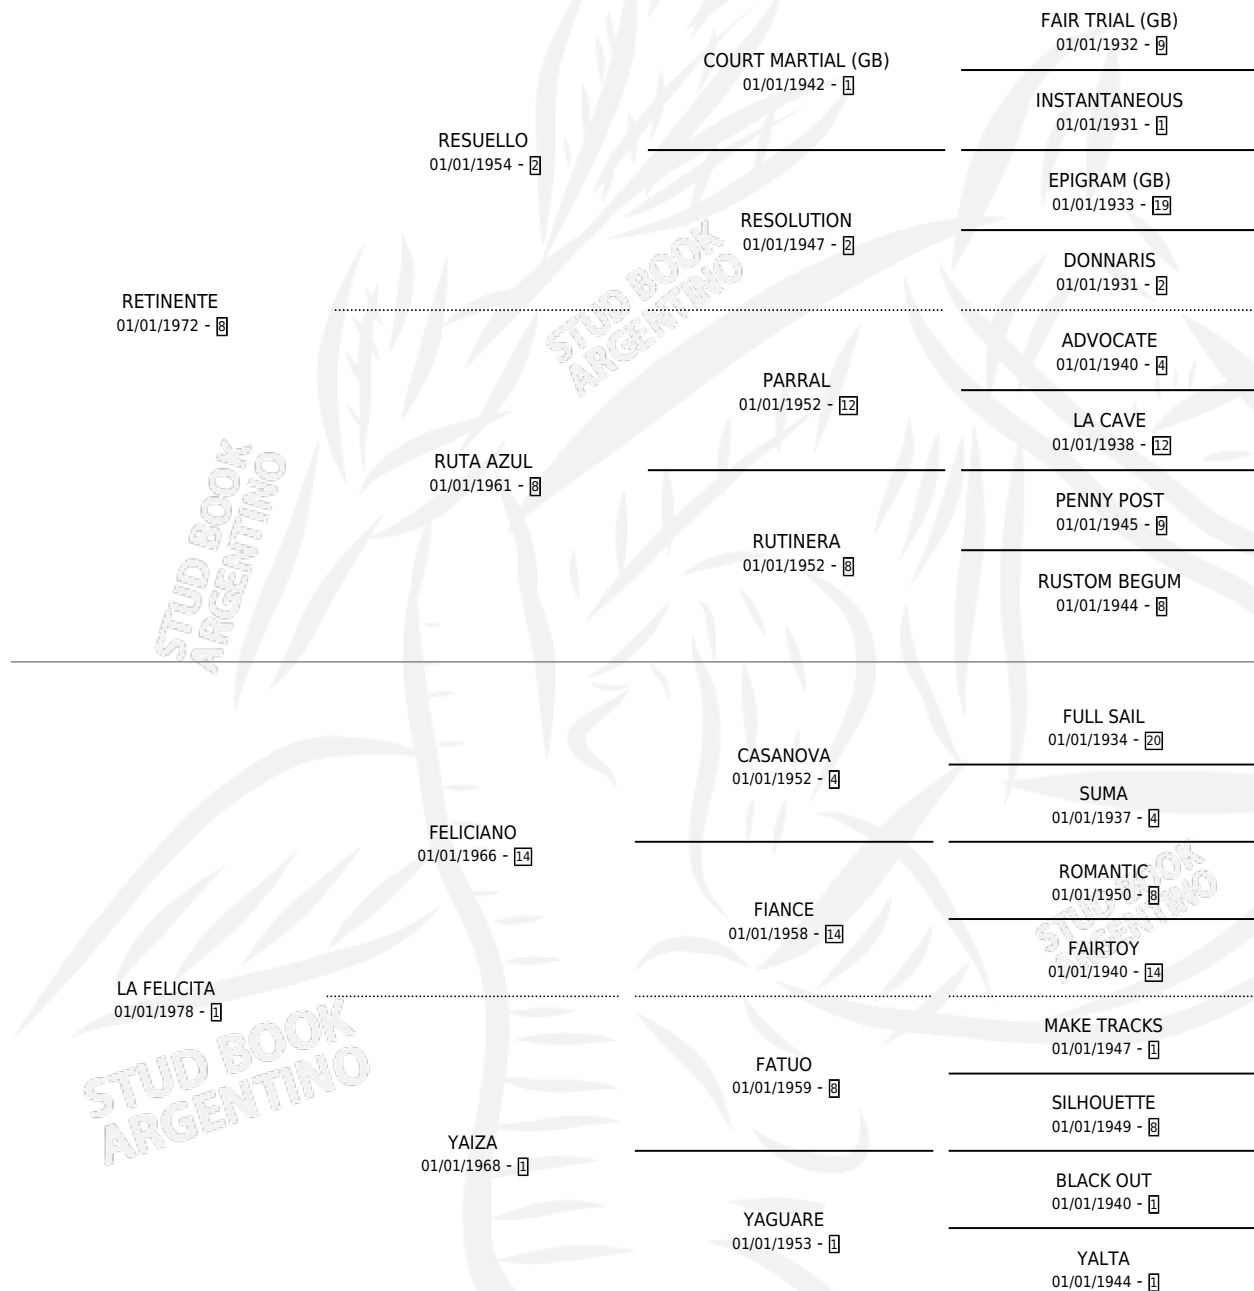 FAIR TRIAL (GB)
01/01/1932 - 9
COURT MARTIAL (GB)
01/01/1942 - 1
INSTANTANEOUS
01/01/1931 - 1
RESUELLO
01/01/1954 - 2
EPIGRAM (GB)
01/01/1933 - 19
RESOLUTION
01/01/1947 - 2
DONNARIS
01/01/1931 - 2
RETINENTE
01/01/1972 - 8
ADVOCATE
01/01/1940 - 4
PARRAL
01/01/1952 - 12
LA CAVE
01/01/1938 - 12
RUTA AZUL
01/01/1961 - 8
PENNY POST
01/01/1945 - 9
RUTINERA
01/01/1952 - 8
RUSTOM BEGUM
01/01/1944 - 8
FULL SAIL
01/01/1934 - 20
CASANOVA
01/01/1952 - 4
SUMA
01/01/1937 - 4
FELICIANO
01/01/1966 - 14
ROMANTIC
01/01/1950 - 8
FIANCE
01/01/1958 - 14
FAIRTOY
01/01/1940 - 14
LA FELICITA
01/01/1978 - 1
MAKE TRACKS
01/01/1947 - 1
FATUO
01/01/1959 - 8
SILHOUETTE
01/01/1949 - 8
YAIZA
01/01/1968 - 1
BLACK OUT
01/01/1940 - 1
YAGUARE
01/01/1953 - 1
YALTA
01/01/1944 - 1
STUD BOOK
ARGENTINO
STUD BOOK
ARGENTINO
STUD BOOK
ARGENTINO
STUD BOOK
ARGENTINO